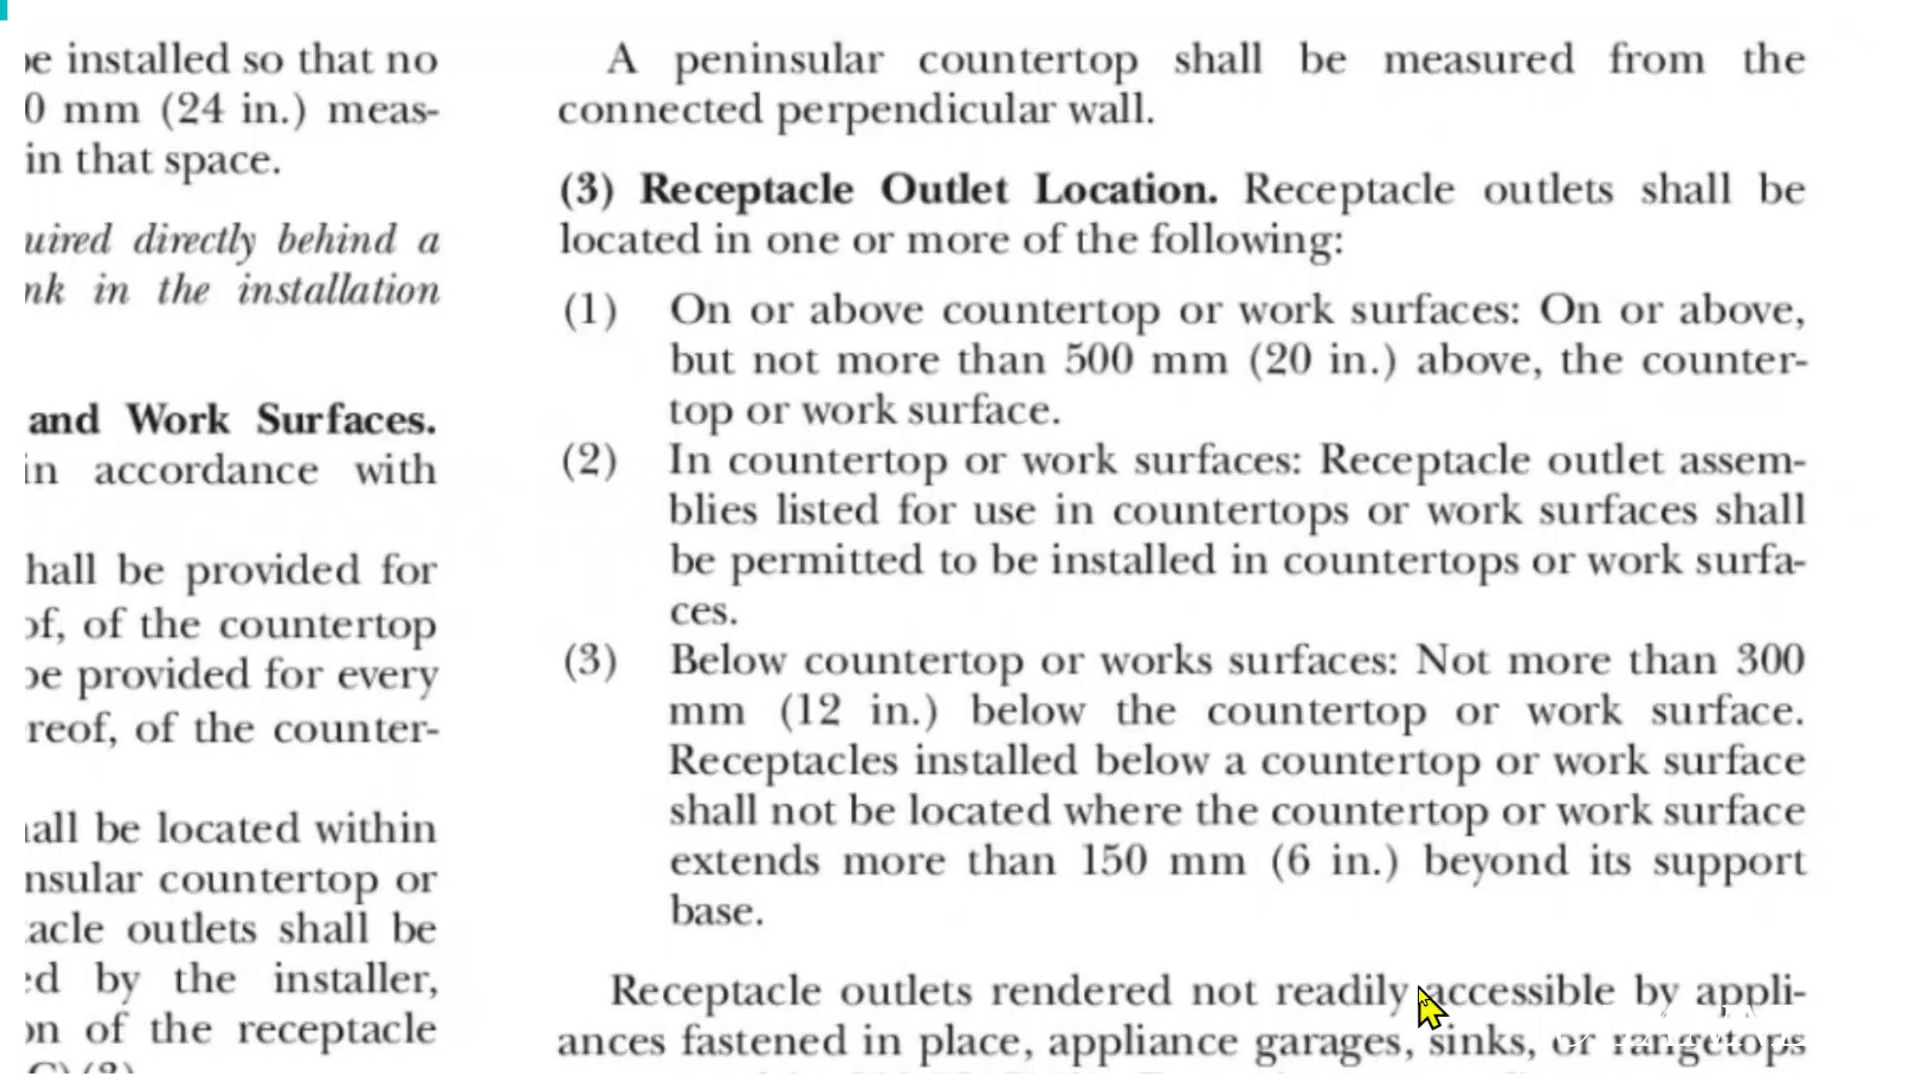 be installed so that no
0 mm (24 in.) meas-
in that space.
uired directly behind a
nk in the installation
and Work Surfaces.
in accordance with
hall be provided for
of, of the countertop
be provided for every
reof, of the counter-
all be located within
nsular countertop or
acle outlets shall be
ed by the installer,
on of the receptacle
A peninsular countertop shall be measured from the
connected perpendicular wall.
(3) Receptacle Outlet Location. Receptacle outlets shall be
located in one or more of the following:
(1) On or above countertop or work surfaces: On or above,
but not more than 500 mm (20 in.) above, the counter-
top or work surface.
(2) In countertop or work surfaces: Receptacle outlet assem-
blies listed for use in countertops or work surfaces shall
be permitted to be installed in countertops or work surfa-
ces.
(3) Below countertop or works surfaces: Not more than 300
mm (12 in.) below the countertop or work surface.
Receptacles installed below a countertop or work surface
shall not be located where the countertop or work surface
extends more than 150 mm (6 in.) beyond its support
base.
Receptacle outlets rendered not readily accessible by appli-
ances fastened in place, appliance garages, sinks, or rangetops